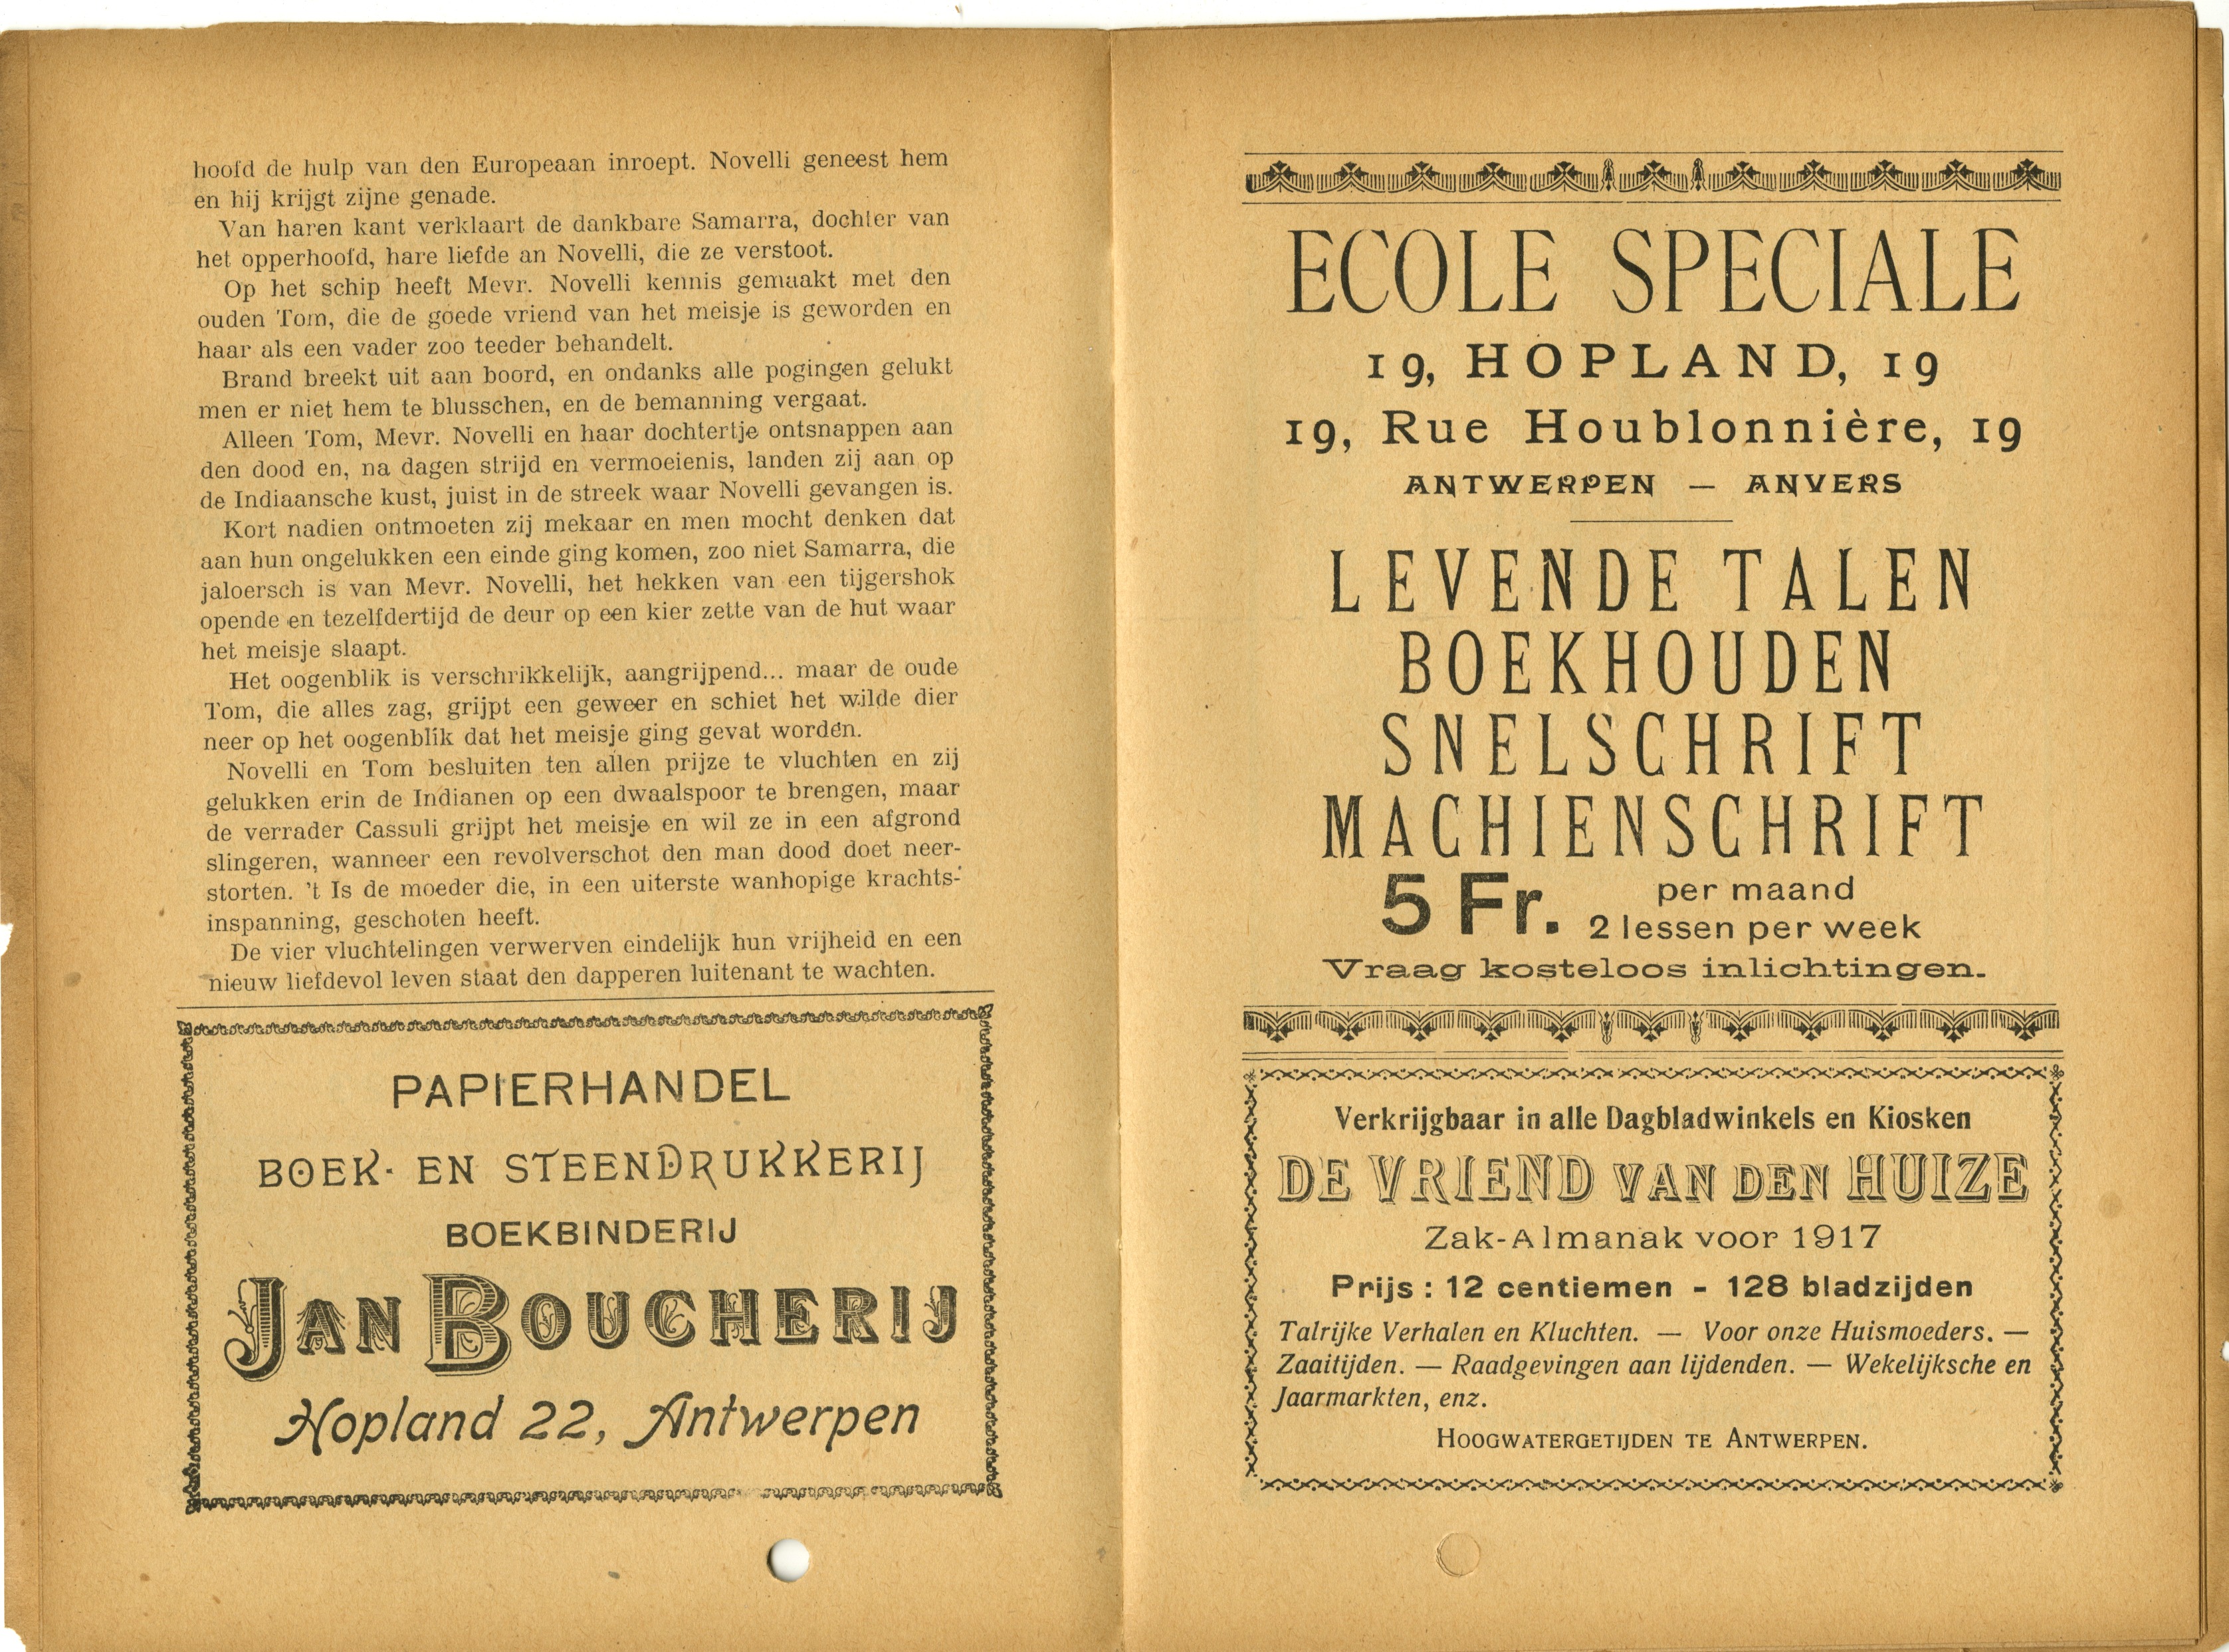 hoofd de hulp van den Europeaan inroept. Novelli geneest hem
en hij krijgt zijne genade.
Van haren kant verklaart de dankbare Samarra, dochter van
het opperhoofd, hare liefde an Novelli, die ze verstoot.
Op het schip heeft Mevr. Novelli kennis gemaakt met den
ouden Tom, die de goede vriend van het meisje is geworden en
haar als een vader zoo teeder behandelt.
Brand breekt uit aan boord, en ondanks alle pogingen gelukt
men er niet hem te blusschen, en de bemanning vergaat.
Alleen Tom, Mevr. Novelli en haar dochtertje ontsnappen aan
den dood en, na dagen strijd en vermoeienis, landen zij aan op
de Indiaansche kust, juist in de streek waar Novelli gevangen is.
Kort nadien ontmoeten zij mekaar en men mocht denken dat
aan hun ongelukken een einde ging komen, zoo niet Samarra, die
jaloersch is van Mevr. Novelli, het hekken van een tijgershok
opende en tezelfdertijd de deur op een kier zette van de hut waar
het meisje slaapt.
Het oogenblik is verschrikkelijk, aangrijpend... maar de oude
Tom, die alles zag, grijpt een geweer en schiet het wilde dier
neer op het oogenblik dat het meisje ging gevat worden.
Novelli en Tom besluiten ten allen prijze te vluchten en zij
gelukken erin de Indianen op een dwaalspoor te brengen, maar
de verrader Cassuli grijpt het meisje en wil ze in een afgrond
slingeren, wanneer een revolverschot den man dood doet neer-
storten. 't Is de moeder die, in een uiterste wanhopige krachts-
inspanning, geschoten heeft.
De vier vluchtelingen verwerven eindelijk hun vrijheid en een
nieuw liefdevol leven staat den dapperen luitenant te wachten.
PAPIERHANDEL
BOEK- EN STEENDRUKKERIJ
BOEKBINDERIJ
JAN BOUCHERIJ
Hopland 22, Antwerpen
ECOLE SPECIALE
19, HOPLAND, 19
19, Rue Houblonnière, 19
ANTWERPEN — ANVERS
LEVENDE TALEN
BOEKHOUDEN
SNELSCHRIFT
MACHIENSCHRIFT
5 Fr. per maand
2 lessen per week
Vraag kosteloos inlichtingen.
Verkrijgbaar in alle Dagbladwinkels en Kiosken
DE VRIEND VAN DEN HUIZE
Zak-Almanak voor 1917
Prijs : 12 centiemen - 128 bladzijden
Talrijke Verhalen en Kluchten. — Voor onze Huismoeders. —
Zaaitijden. — Raadgevingen aan lijdenden. — Wekelijksche en
Jaarmarkten, enz.
HOOGWATERGETIJDEN TE ANTWERPEN.